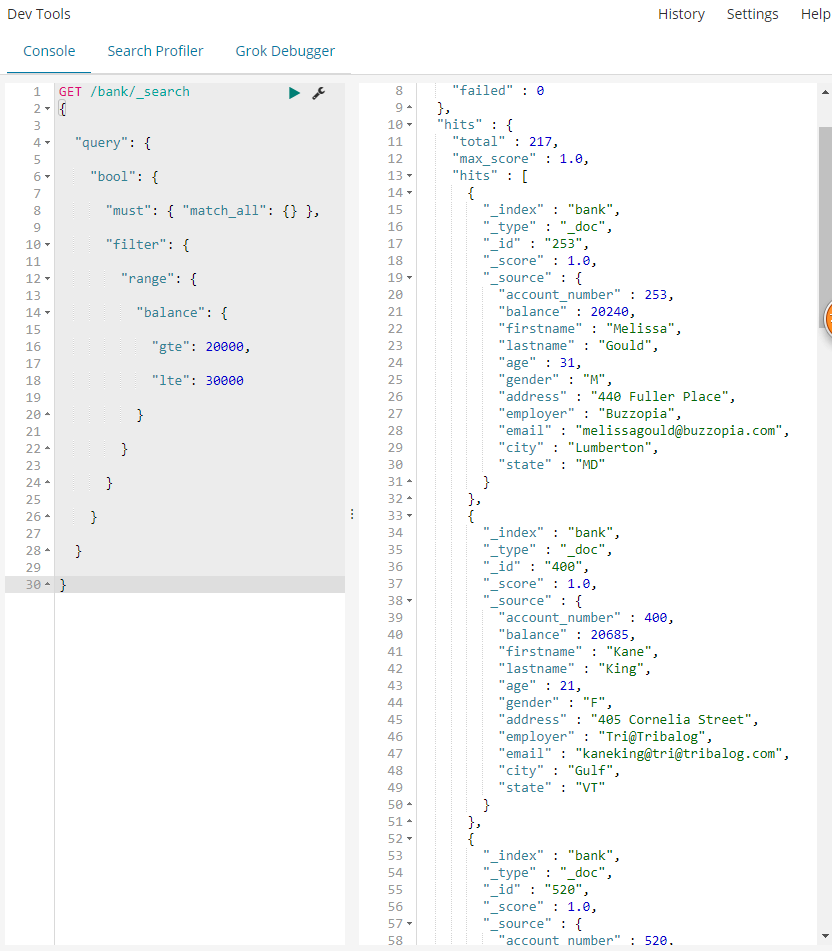 Dev Tools
History Settings Help
Console Search Profiler Grok Debugger
1 GET /bank/_search
2 {
3
4 "query": {
5
6 "bool": {
7
8 "must": { "match_all": {} },
9
10 "filter": {
11
12 "range": {
13
14 "balance": {
15
16 "gte": 20000,
17
18 "lte": 30000
19
20 }
21
22 }
23
24 }
25
26 }
27
28 }
29
30 }
8 "failed" : 0
9 },
10 "hits" : {
11 "total" : 217,
12 "max_score" : 1.0,
13 "hits" : [
14 {
15 "_index" : "bank",
16 "_type" : "_doc",
17 "_id" : "253",
18 "_score" : 1.0,
19 "_source" : {
20 "account_number" : 253,
21 "balance" : 20240,
22 "firstname" : "Melissa",
23 "lastname" : "Gould",
24 "age" : 31,
25 "gender" : "M",
26 "address" : "440 Fuller Place",
27 "employer" : "Buzzopia",
28 "email" : "melissagould@buzzopia.com",
29 "city" : "Lumberton",
30 "state" : "MD"
31 }
32 },
33 {
34 "_index" : "bank",
35 "_type" : "_doc",
36 "_id" : "400",
37 "_score" : 1.0,
38 "_source" : {
39 "account_number" : 400,
40 "balance" : 20685,
41 "firstname" : "Kane",
42 "lastname" : "King",
43 "age" : 21,
44 "gender" : "F",
45 "address" : "405 Cornelia Street",
46 "employer" : "Tri@Tribalog",
47 "email" : "kaneking@tri@tribalog.com",
48 "city" : "Gulf",
49 "state" : "VT"
50 }
51 },
52 {
53 "_index" : "bank",
54 "_type" : "_doc",
55 "_id" : "520",
56 "_score" : 1.0,
57 "_source" : {
58 "account_number" : 520,